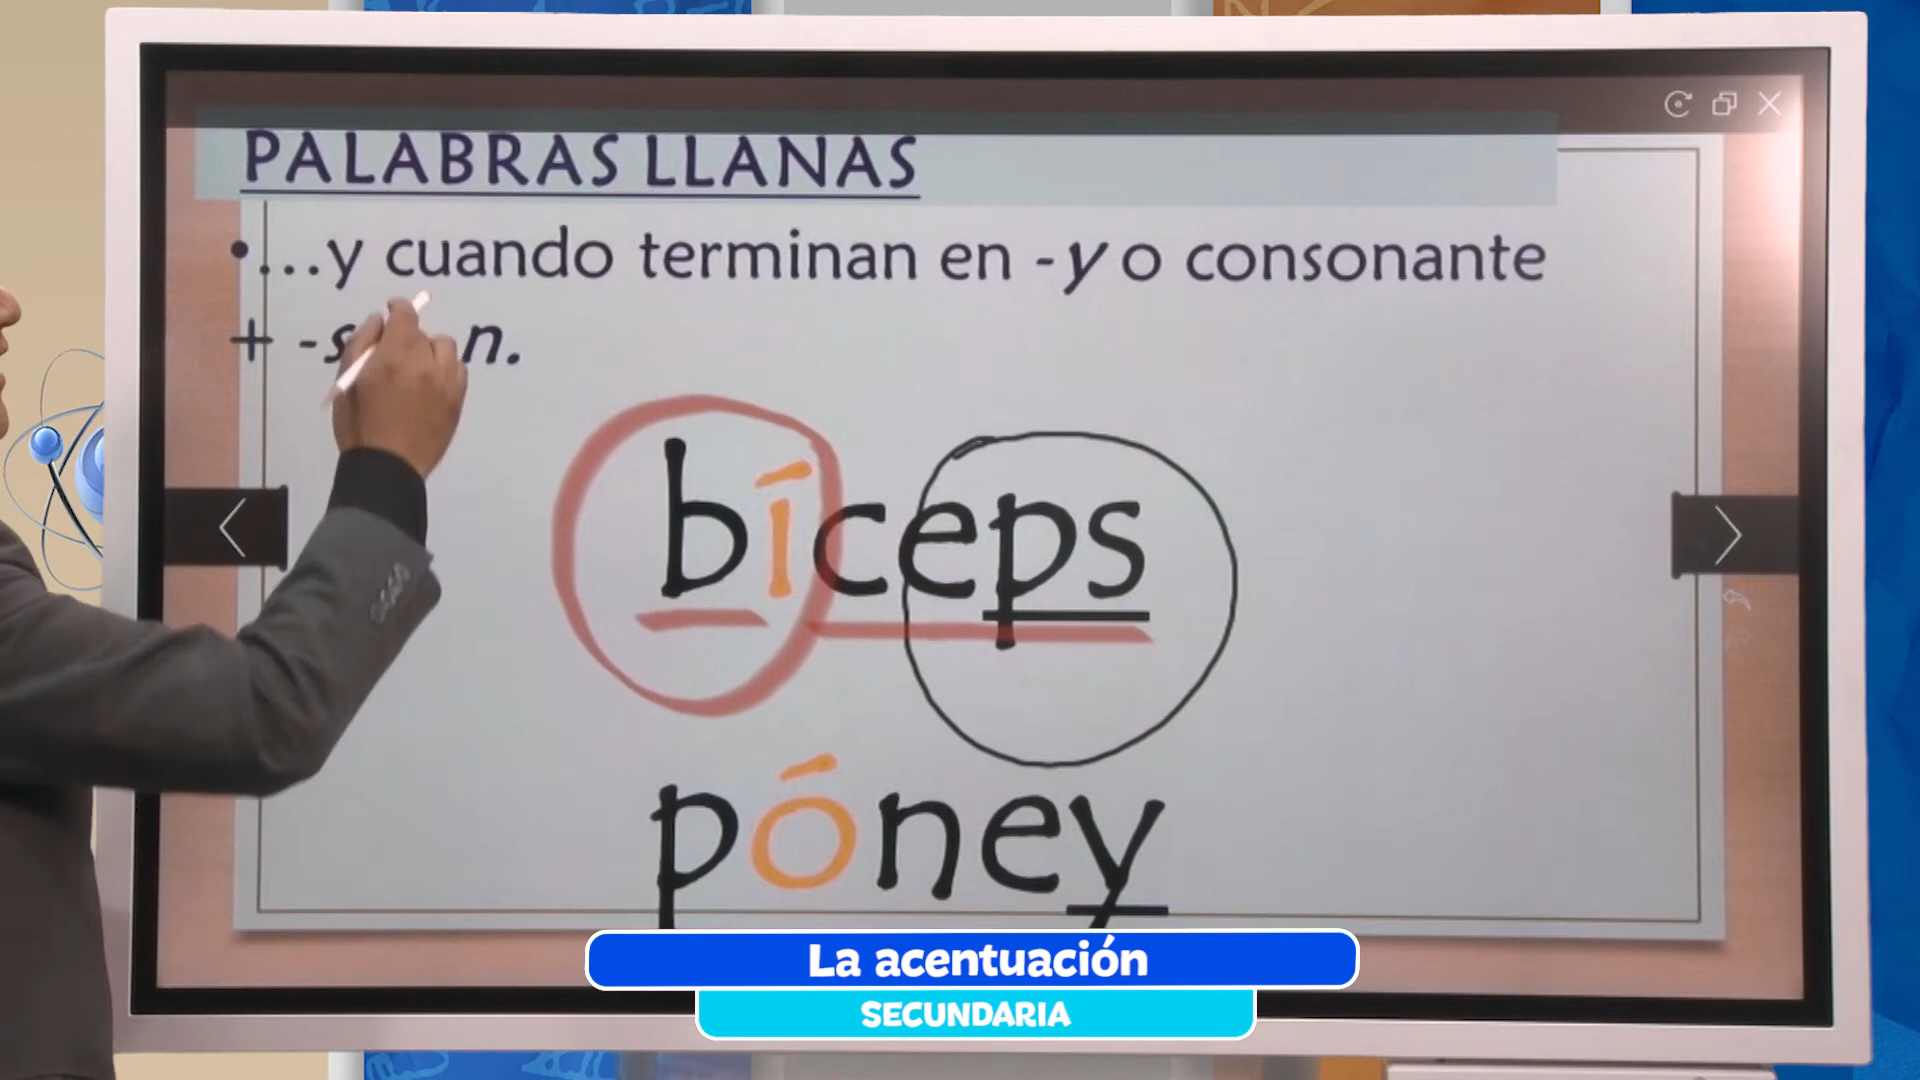 PALABRAS LLANAS
•...y cuando terminan en -y o consonante
+ -s n.
bíceps
póney
La acentuación
SECUNDARIA